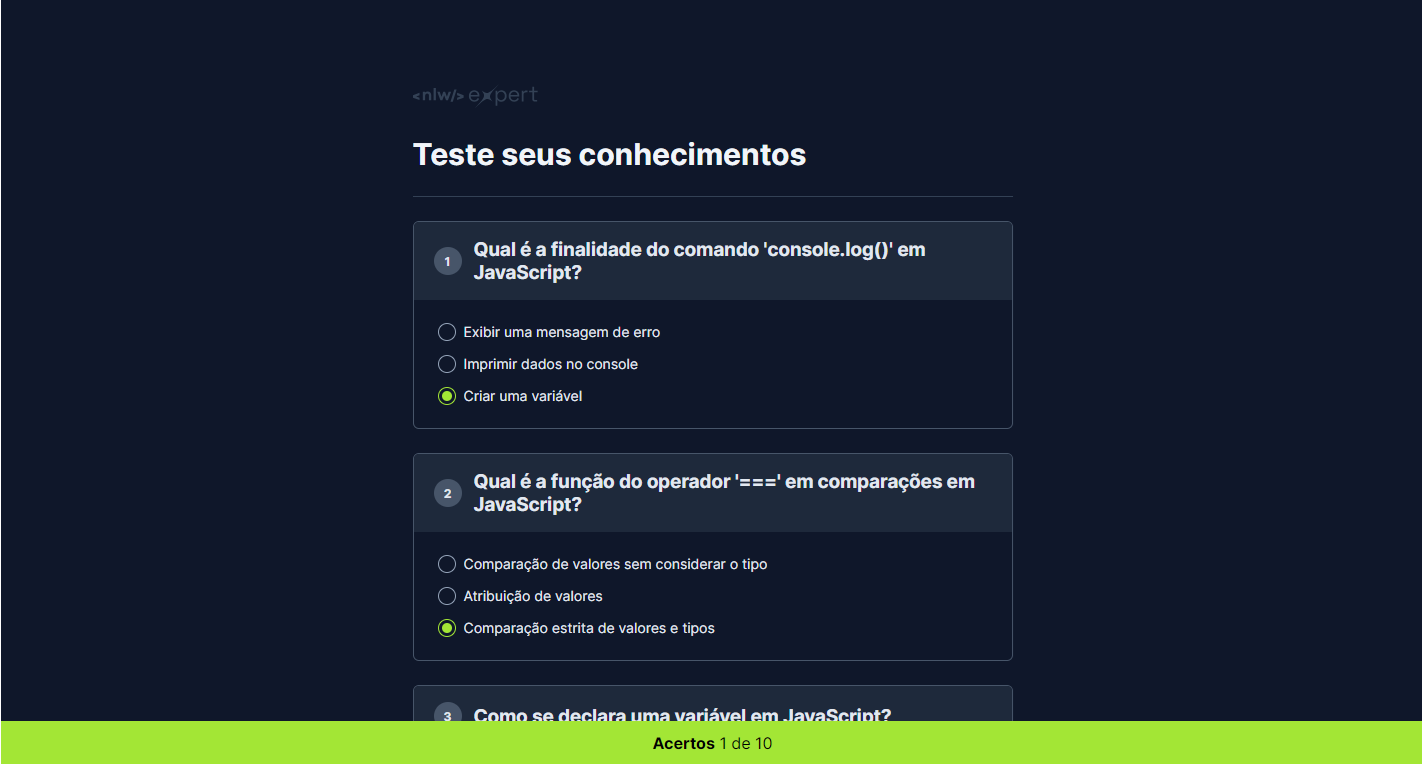 <nlw/> expert
Teste seus conhecimentos
1
Qual é a finalidade do comando 'console.log()' em
JavaScript?
Exibir uma mensagem de erro
Imprimir dados no console
Criar uma variável
2
Qual é a função do operador '===' em comparações em
JavaScript?
Comparação de valores sem considerar o tipo
Atribuição de valores
Comparação estrita de valores e tipos
3
Como se declara uma variável em JavaScript?
Acertos 1 de 10